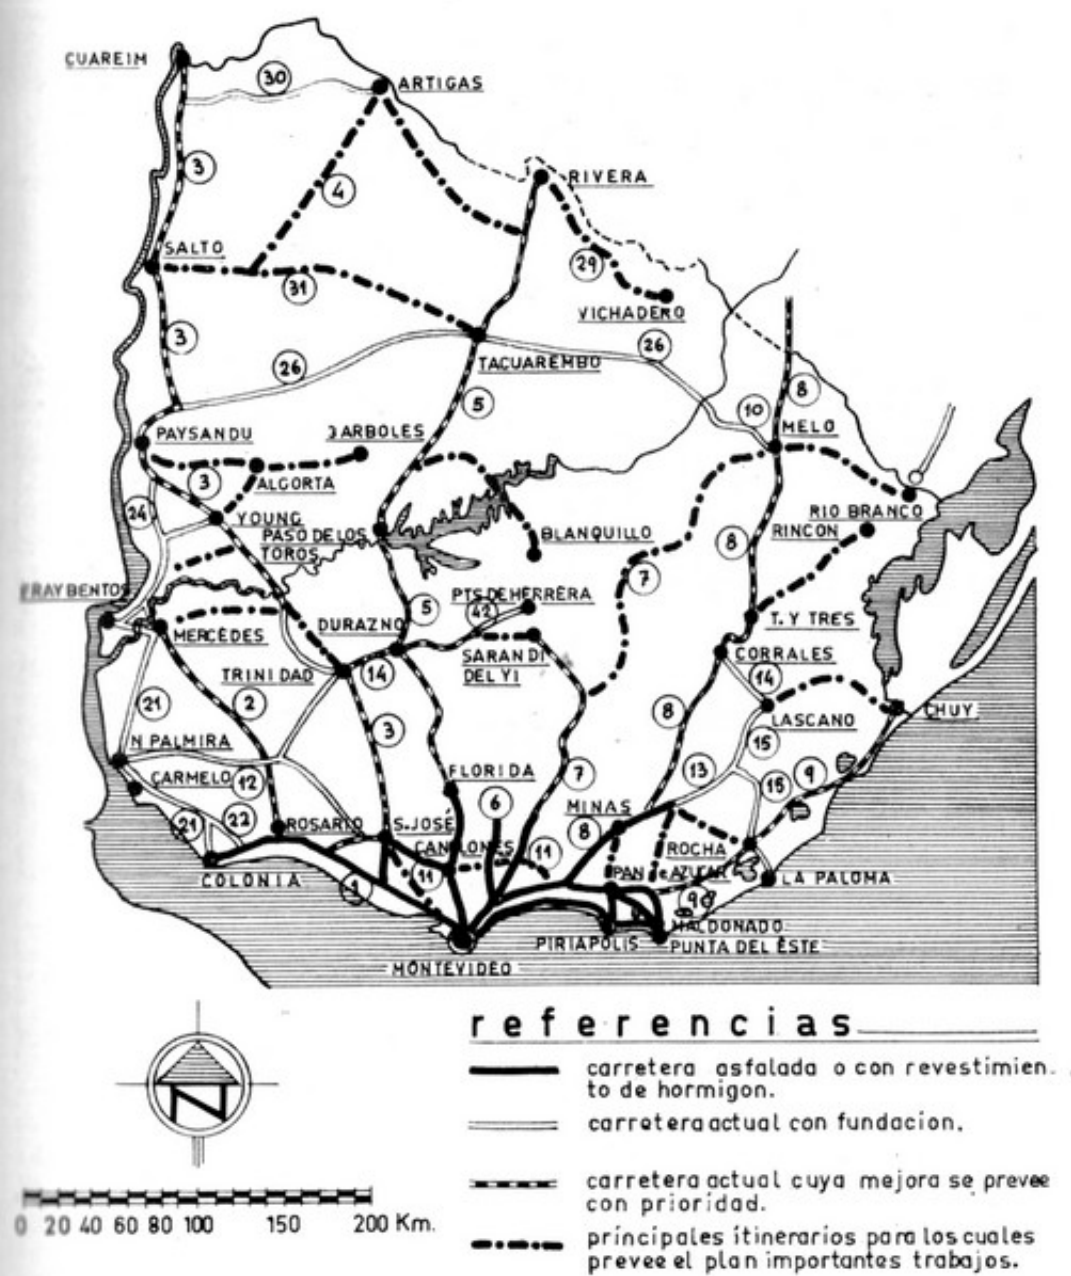 CUAREIM
30
ARTIGAS
3
4
RIVERA
SALTO
29
31
VICHADERO
3
26
26
TACUAREMBO
8
5
10
PAYSANDU
3 ARBOLES
MELO
3
ALGORTA
24
YOUNG
RIO BRANCO
PASO DE LOS
TOROS
BLANQUILLO
RINCON
8
7
FRAY BENTOS
PTS DE HERRERA
5
42
MERCEDES
DURAZNO
T. Y TRES
SARANDI
DEL YI
CORRALES
TRINIDAD
14
14
21
2
8
LASCANO
CHUY
3
N PALMIRA
15
FLORIDA
CARMELO
12
7
13
15
9
6
MINAS
21
22
ROSARIO
S. JOSÉ
8
CANELONES
11
11
ROCHA
PAN de AZUCAR
COLONIA
1
LA PALOMA
9
MALDONADO
PIRIAPOLIS
PUNTA DEL ESTE
MONTEVIDEO
referencias
carretera asfalada o con revestimien.
to de hormigon.
carretera actual con fundacion.
carretera actual cuya mejora se prevee
con prioridad.
principales itinerarios para los cuales
prevee el plan importantes trabajos.
N
0 20 40 60 80 100 150 200 Km.